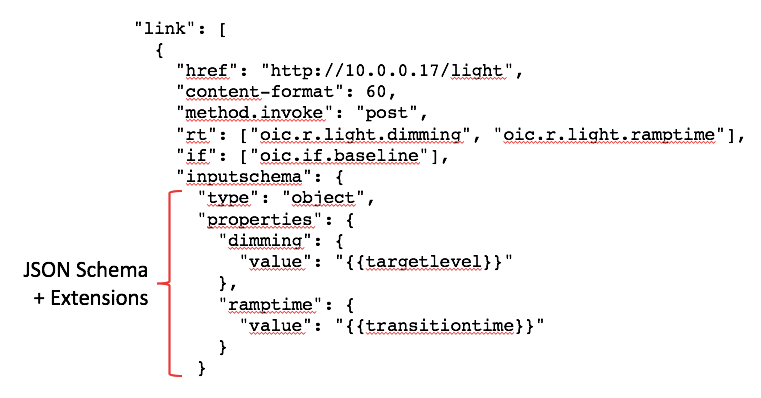 "link": [
{
"href": "http://10.0.0.17/light",
"content-format": 60,
"method.invoke": "post",
"rt": ["oic.r.light.dimming", "oic.r.light.ramptime"],
"if": ["oic.if.baseline"],
"inputschema": {
"type": "object",
"properties": {
"dimming": {
"value": "{{targetlevel}}"
},
"ramptime": {
"value": "{{transitiontime}}"
}
}
JSON Schema
+ Extensions